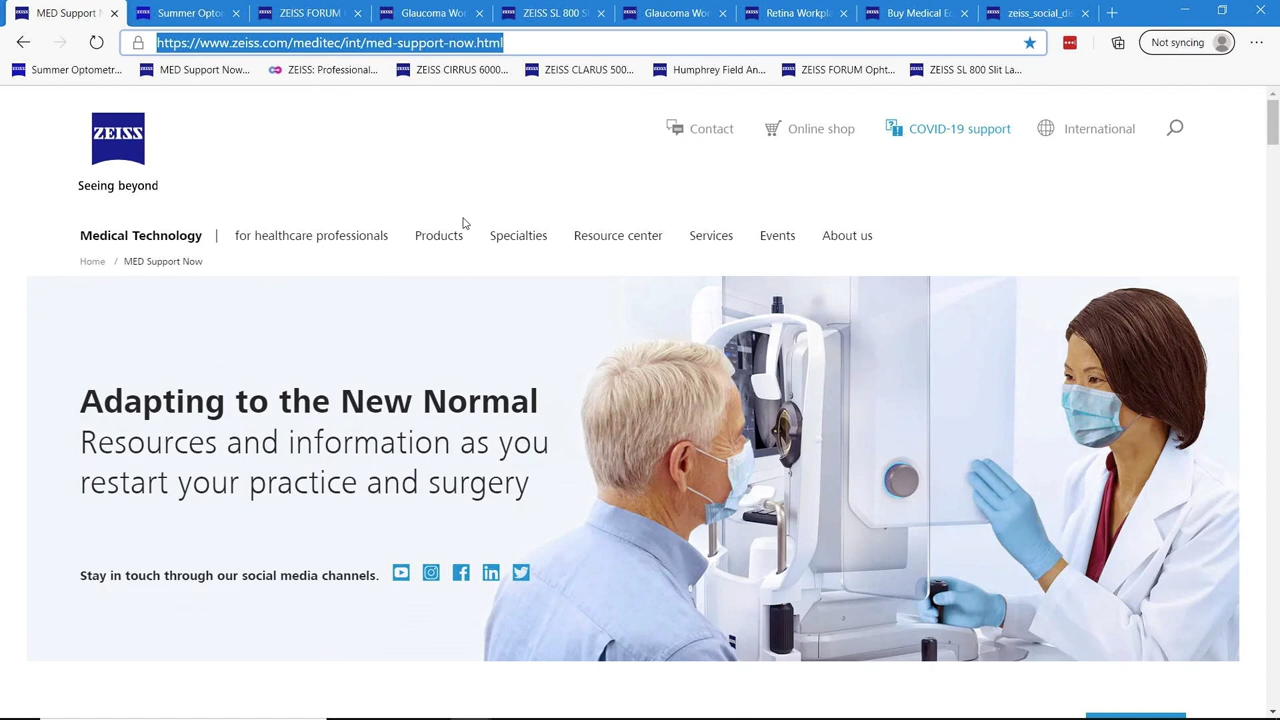 MED Support N
Summer Opto
ZEISS FORUM
Glaucoma Wo
ZEISS SL 800 S
Glaucoma Wo
Retina Workpl
Buy Medical E
zeiss_social_di
https://www.zeiss.com/meditec/int/med-support-now.html
Not syncing
Summer Optometr...
MED Support Now...
ZEISS: Professional...
ZEISS CIRRUS 6000...
ZEISS CLARUS 500...
Humphrey Field An...
ZEISS FORUM Opht...
ZEISS SL 800 Slit La...
ZEISS
Seeing beyond
Contact
Online shop
COVID-19 support
International
Medical Technology | for healthcare professionals Products Specialties Resource center Services Events About us
Home / MED Support Now
Adapting to the New Normal
Resources and information as you
restart your practice and surgery
Stay in touch through our social media channels.